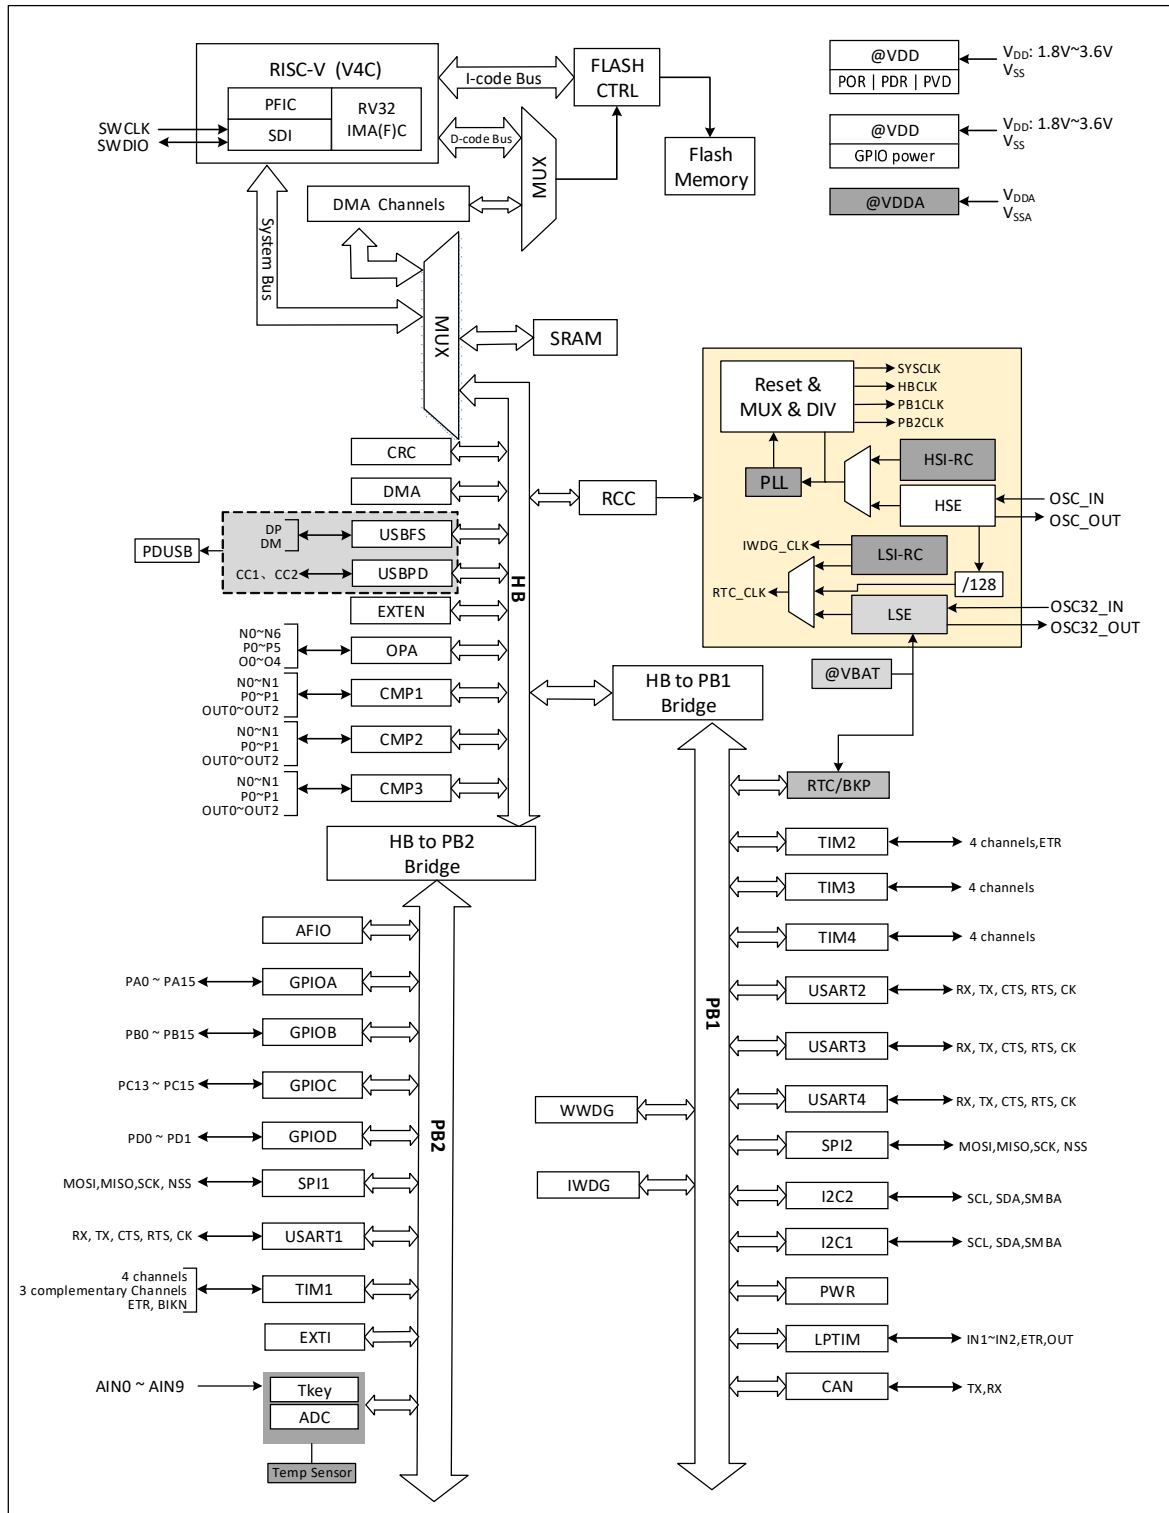 RISC-V (V4C)
PFIC
SDI
RV32
IMA(F)C
SWCLK
SWDIO
I-code Bus
D-code Bus
FLASH
CTRL
Flash
Memory
MUX
DMA Channels
System Bus
MUX
SRAM
@VDD
POR | PDR | PVD
VDD: 1.8V~3.6V
VSS
@VDD
GPIO power
VDD: 1.8V~3.6V
VSS
@VDDA
VDDA
VSSA
Reset &
MUX & DIV
SYSCLK
HBCLK
PB1CLK
PB2CLK
PLL
HSI-RC
HSE
OSC_IN
OSC_OUT
IWDG_CLK
LSI-RC
RTC_CLK
/128
LSE
OSC32_IN
OSC32_OUT
@VBAT
RCC
CRC
DMA
PDUSB
DP
DM
USBFS
CC1、CC2
USBPD
HB
EXTEN
N0~N6
P0~P5
O0~O4
OPA
N0~N1
P0~P1
OUT0~OUT2
CMP1
N0~N1
P0~P1
OUT0~OUT2
CMP2
N0~N1
P0~P1
OUT0~OUT2
CMP3
HB to PB1
Bridge
HB to PB2
Bridge
RTC/BKP
TIM2
4 channels,ETR
TIM3
4 channels
TIM4
4 channels
USART2
RX, TX, CTS, RTS, CK
USART3
RX, TX, CTS, RTS, CK
USART4
RX, TX, CTS, RTS, CK
SPI2
MOSI,MISO,SCK, NSS
I2C2
SCL, SDA,SMBA
I2C1
SCL, SDA,SMBA
PWR
LPTIM
IN1~IN2,ETR,OUT
CAN
TX,RX
PB1
WWDG
IWDG
AFIO
PA0 ~ PA15
GPIOA
PB0 ~ PB15
GPIOB
PC13 ~ PC15
GPIOC
PD0 ~ PD1
GPIOD
PB2
MOSI,MISO,SCK, NSS
SPI1
RX, TX, CTS, RTS, CK
USART1
4 channels
3 complementary Channels
ETR, BIKN
TIM1
EXTI
AIN0 ~ AIN9
Tkey
ADC
Temp Sensor